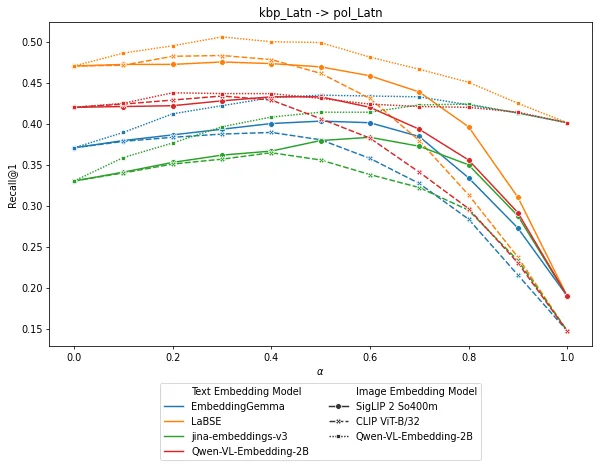 kbp_Latn -> pol_Latn
Recall@1
0.50
0.45
0.40
0.35
0.30
0.25
0.20
0.15
0.0
0.2
0.4
0.6
0.8
1.0
α
Text Embedding Model
EmbeddingGemma
LaBSE
jina-embeddings-v3
Qwen-VL-Embedding-2B
Image Embedding Model
SigLIP 2 So400m
CLIP ViT-B/32
Qwen-VL-Embedding-2B